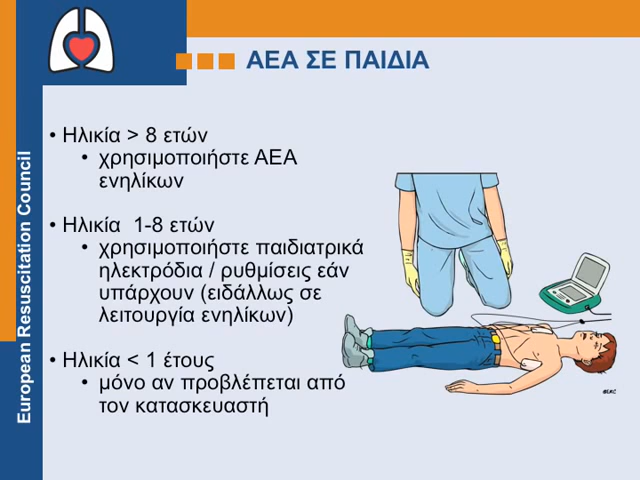 ΑΕΑ ΣΕ ΠΑΙΔΙΑ
• Ηλικία > 8 ετών
• χρησιμοποιήστε ΑΕΑ
ενηλίκων
• Ηλικία 1-8 ετών
• χρησιμοποιήστε παιδιατρικά
ηλεκτρόδια / ρυθμίσεις εάν
υπάρχουν (ειδάλλως σε
λειτουργία ενηλίκων)
• Ηλικία < 1 έτους
• μόνο αν προβλέπεται από
τον κατασκευαστή
European Resuscitation Council